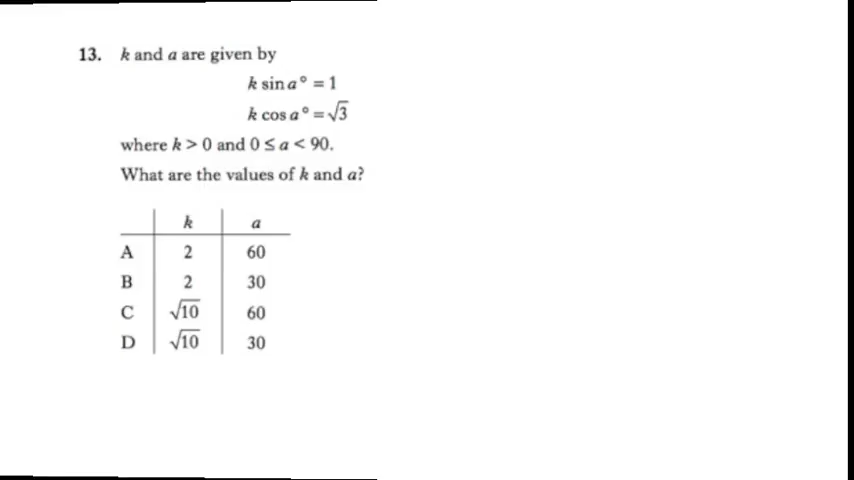 13. k and a are given by
k sin a° = 1
k cos a° = √3
where k > 0 and 0 ≤ a < 90.
What are the values of k and a?
k a
A 2 60
B 2 30
C √10 60
D √10 30